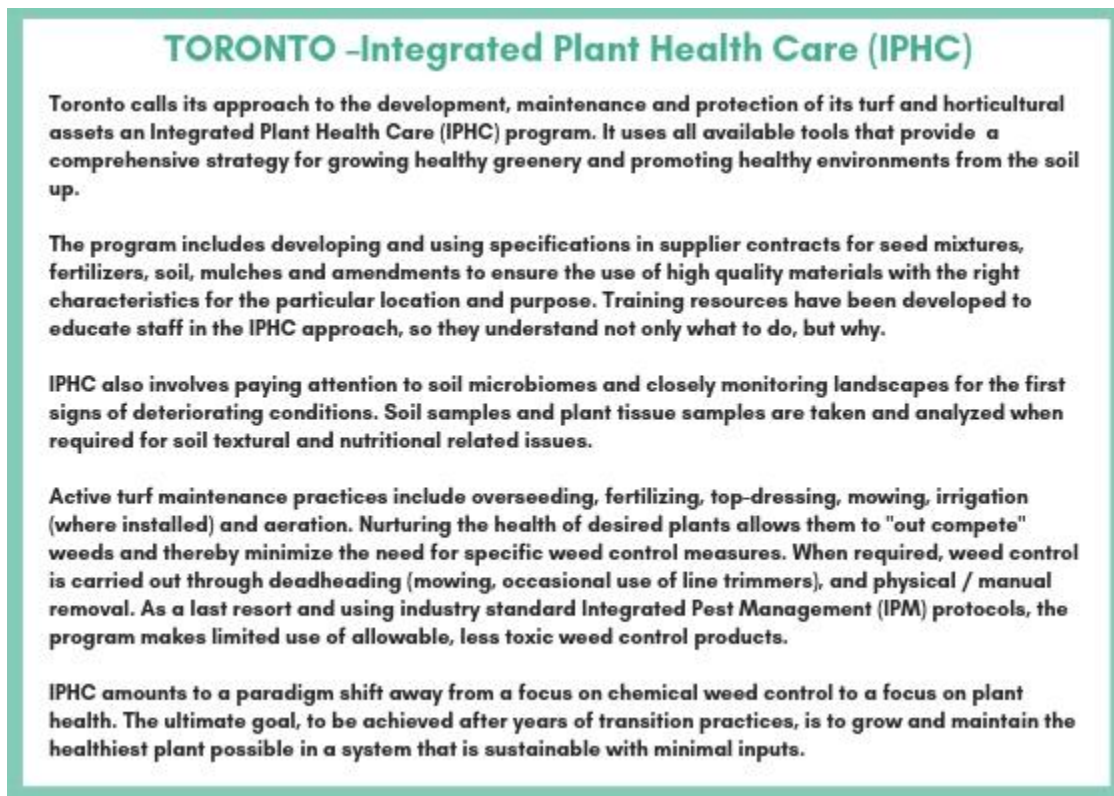 TORONTO –Integrated Plant Health Care (IPHC)
Toronto calls its approach to the development, maintenance and protection of its turf and horticultural
assets an Integrated Plant Health Care (IPHC) program. It uses all available tools that provide a
comprehensive strategy for growing healthy greenery and promoting healthy environments from the soil
up.
The program includes developing and using specifications in supplier contracts for seed mixtures,
fertilizers, soil, mulches and amendments to ensure the use of high quality materials with the right
characteristics for the particular location and purpose. Training resources have been developed to
educate staff in the IPHC approach, so they understand not only what to do, but why.
IPHC also involves paying attention to soil microbiomes and closely monitoring landscapes for the first
signs of deteriorating conditions. Soil samples and plant tissue samples are taken and analyzed when
required for soil textural and nutritional related issues.
Active turf maintenance practices include overseeding, fertilizing, top-dressing, mowing, irrigation
(where installed) and aeration. Nurturing the health of desired plants allows them to "out compete"
weeds and thereby minimize the need for specific weed control measures. When required, weed control
is carried out through deadheading (mowing, occasional use of line trimmers), and physical / manual
removal. As a last resort and using industry standard Integrated Pest Management (IPM) protocols, the
program makes limited use of allowable, less toxic weed control products.
IPHC amounts to a paradigm shift away from a focus on chemical weed control to a focus on plant
health. The ultimate goal, to be achieved after years of transition practices, is to grow and maintain the
healthiest plant possible in a system that is sustainable with minimal inputs.